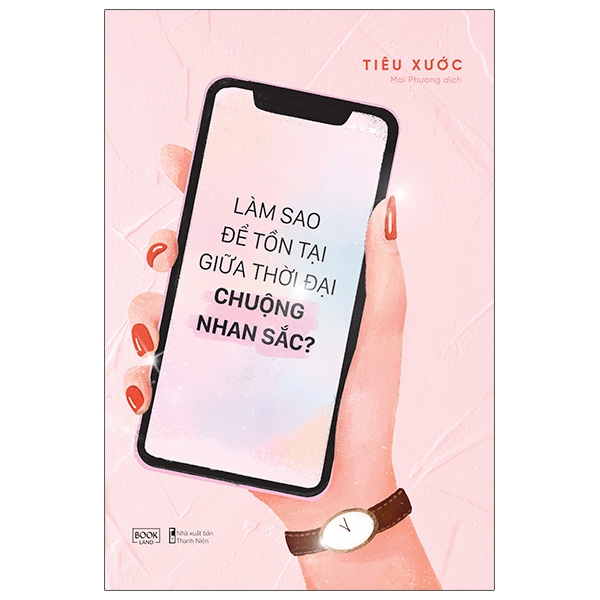 TIÊU XƯỚC
Mai Phương dịch
LÀM SAO
ĐỂ TỒN TẠI
GIỮA THỜI ĐẠI
CHUỘNG
NHAN SẮC?
BOOK
LAND
Nhà xuất bản
Thanh Niên